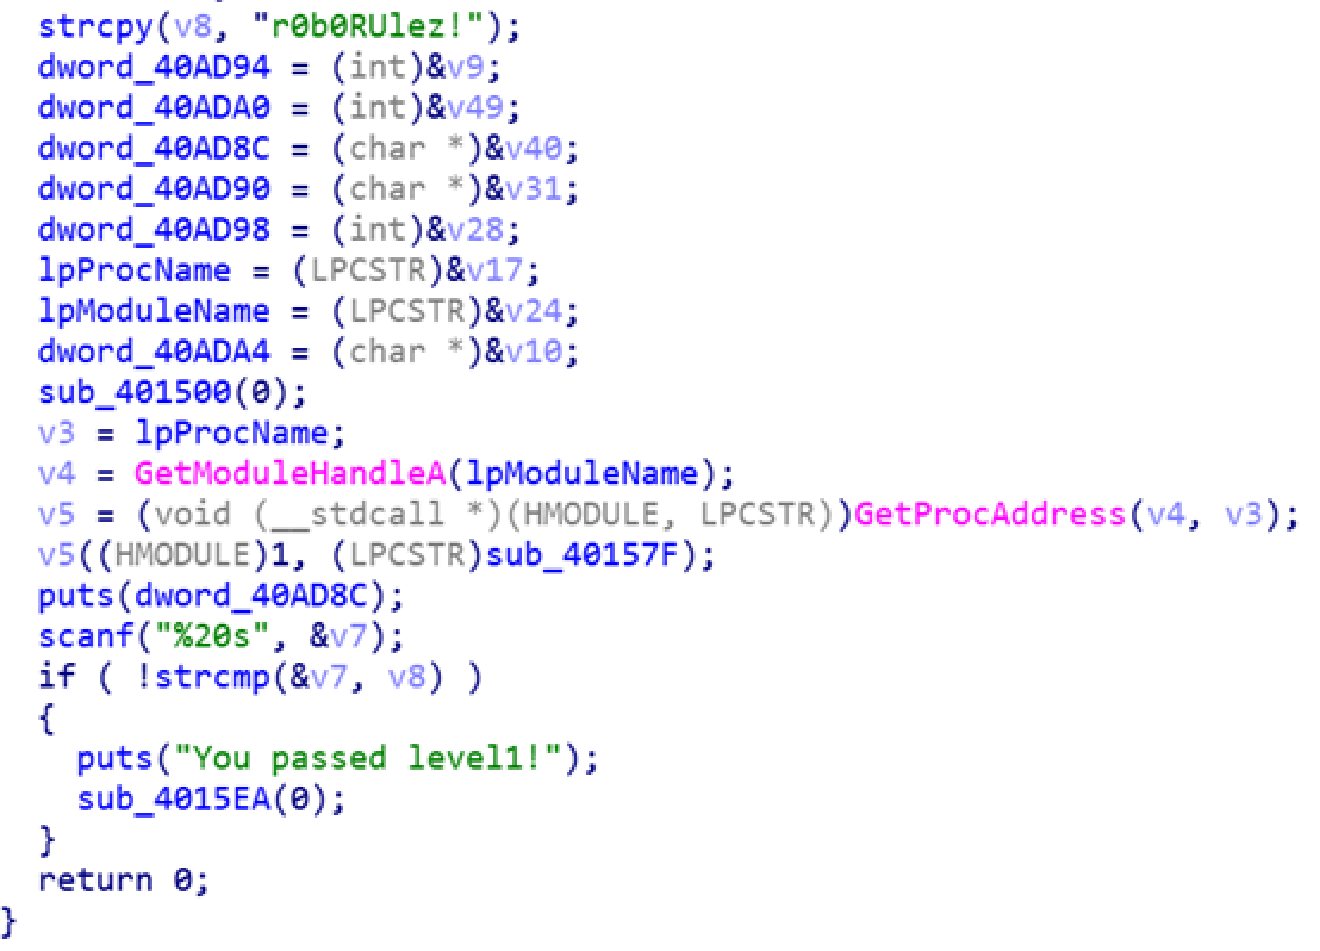 strcpy(v8, "r0b0RUlez!");
dword_40AD94 = (int)&v9;
dword_40ADA0 = (int)&v49;
dword_40AD8C = (char *)&v40;
dword_40AD90 = (char *)&v31;
dword_40AD98 = (int)&v28;
lpProcName = (LPCSTR)&v17;
lpModuleName = (LPCSTR)&v24;
dword_40ADA4 = (char *)&v10;
sub_401500(0);
v3 = lpProcName;
v4 = GetModuleHandleA(lpModuleName);
v5 = (void (__stdcall *)(HMODULE, LPCSTR))GetProcAddress(v4, v3);
v5((HMODULE)1, (LPCSTR)sub_40157F);
puts(dword_40AD8C);
scanf("%20s", &v7);
if ( !strcmp(&v7, v8) )
{
puts("You passed level1!");
sub_4015EA(0);
}
return 0;
}